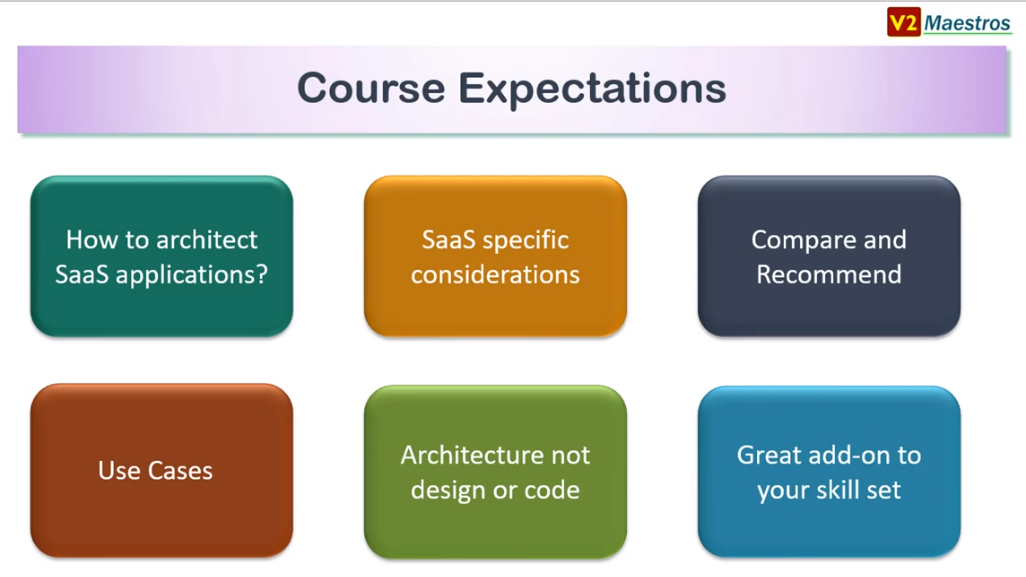 V2 Maestros
Course Expectations
How to architect
SaaS applications?
SaaS specific
considerations
Compare and
Recommend
Use Cases
Architecture not
design or code
Great add-on to
your skill set